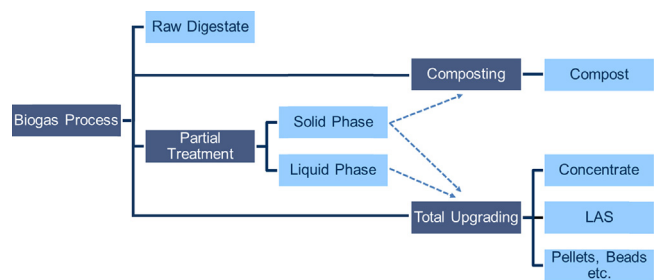 Raw Digestate
Composting
Compost
Biogas Process
Partial
Treatment
Solid Phase
Liquid Phase
Concentrate
Total Upgrading
LAS
Pellets, Beads
etc.